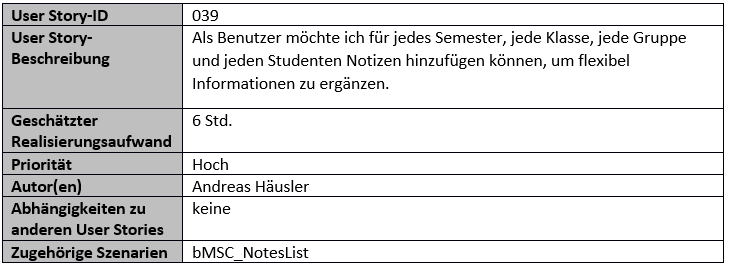 User Story-ID 039
User Story- Als Benutzer möchte ich für jedes Semester, jede Klasse, jede Gruppe
Beschreibung und jeden Studenten Notizen hinzufügen können, um flexibel
Informationen zu ergänzen.
Geschätzter 6 Std.
Realisierungsaufwand
Priorität Hoch
Autor(en) Andreas Häusler
Abhängigkeiten zu keine
anderen User Stories
Zugehörige Szenarien bMSC_NotesList